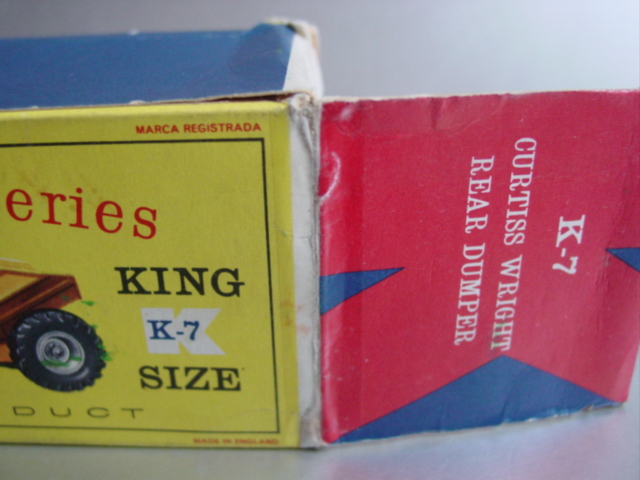 MARCA REGISTRADA
eries
KING
K-7
SIZE
DUCT
MADE IN ENGLAND
K-7
CURTISS WRIGHT
REAR DUMPER